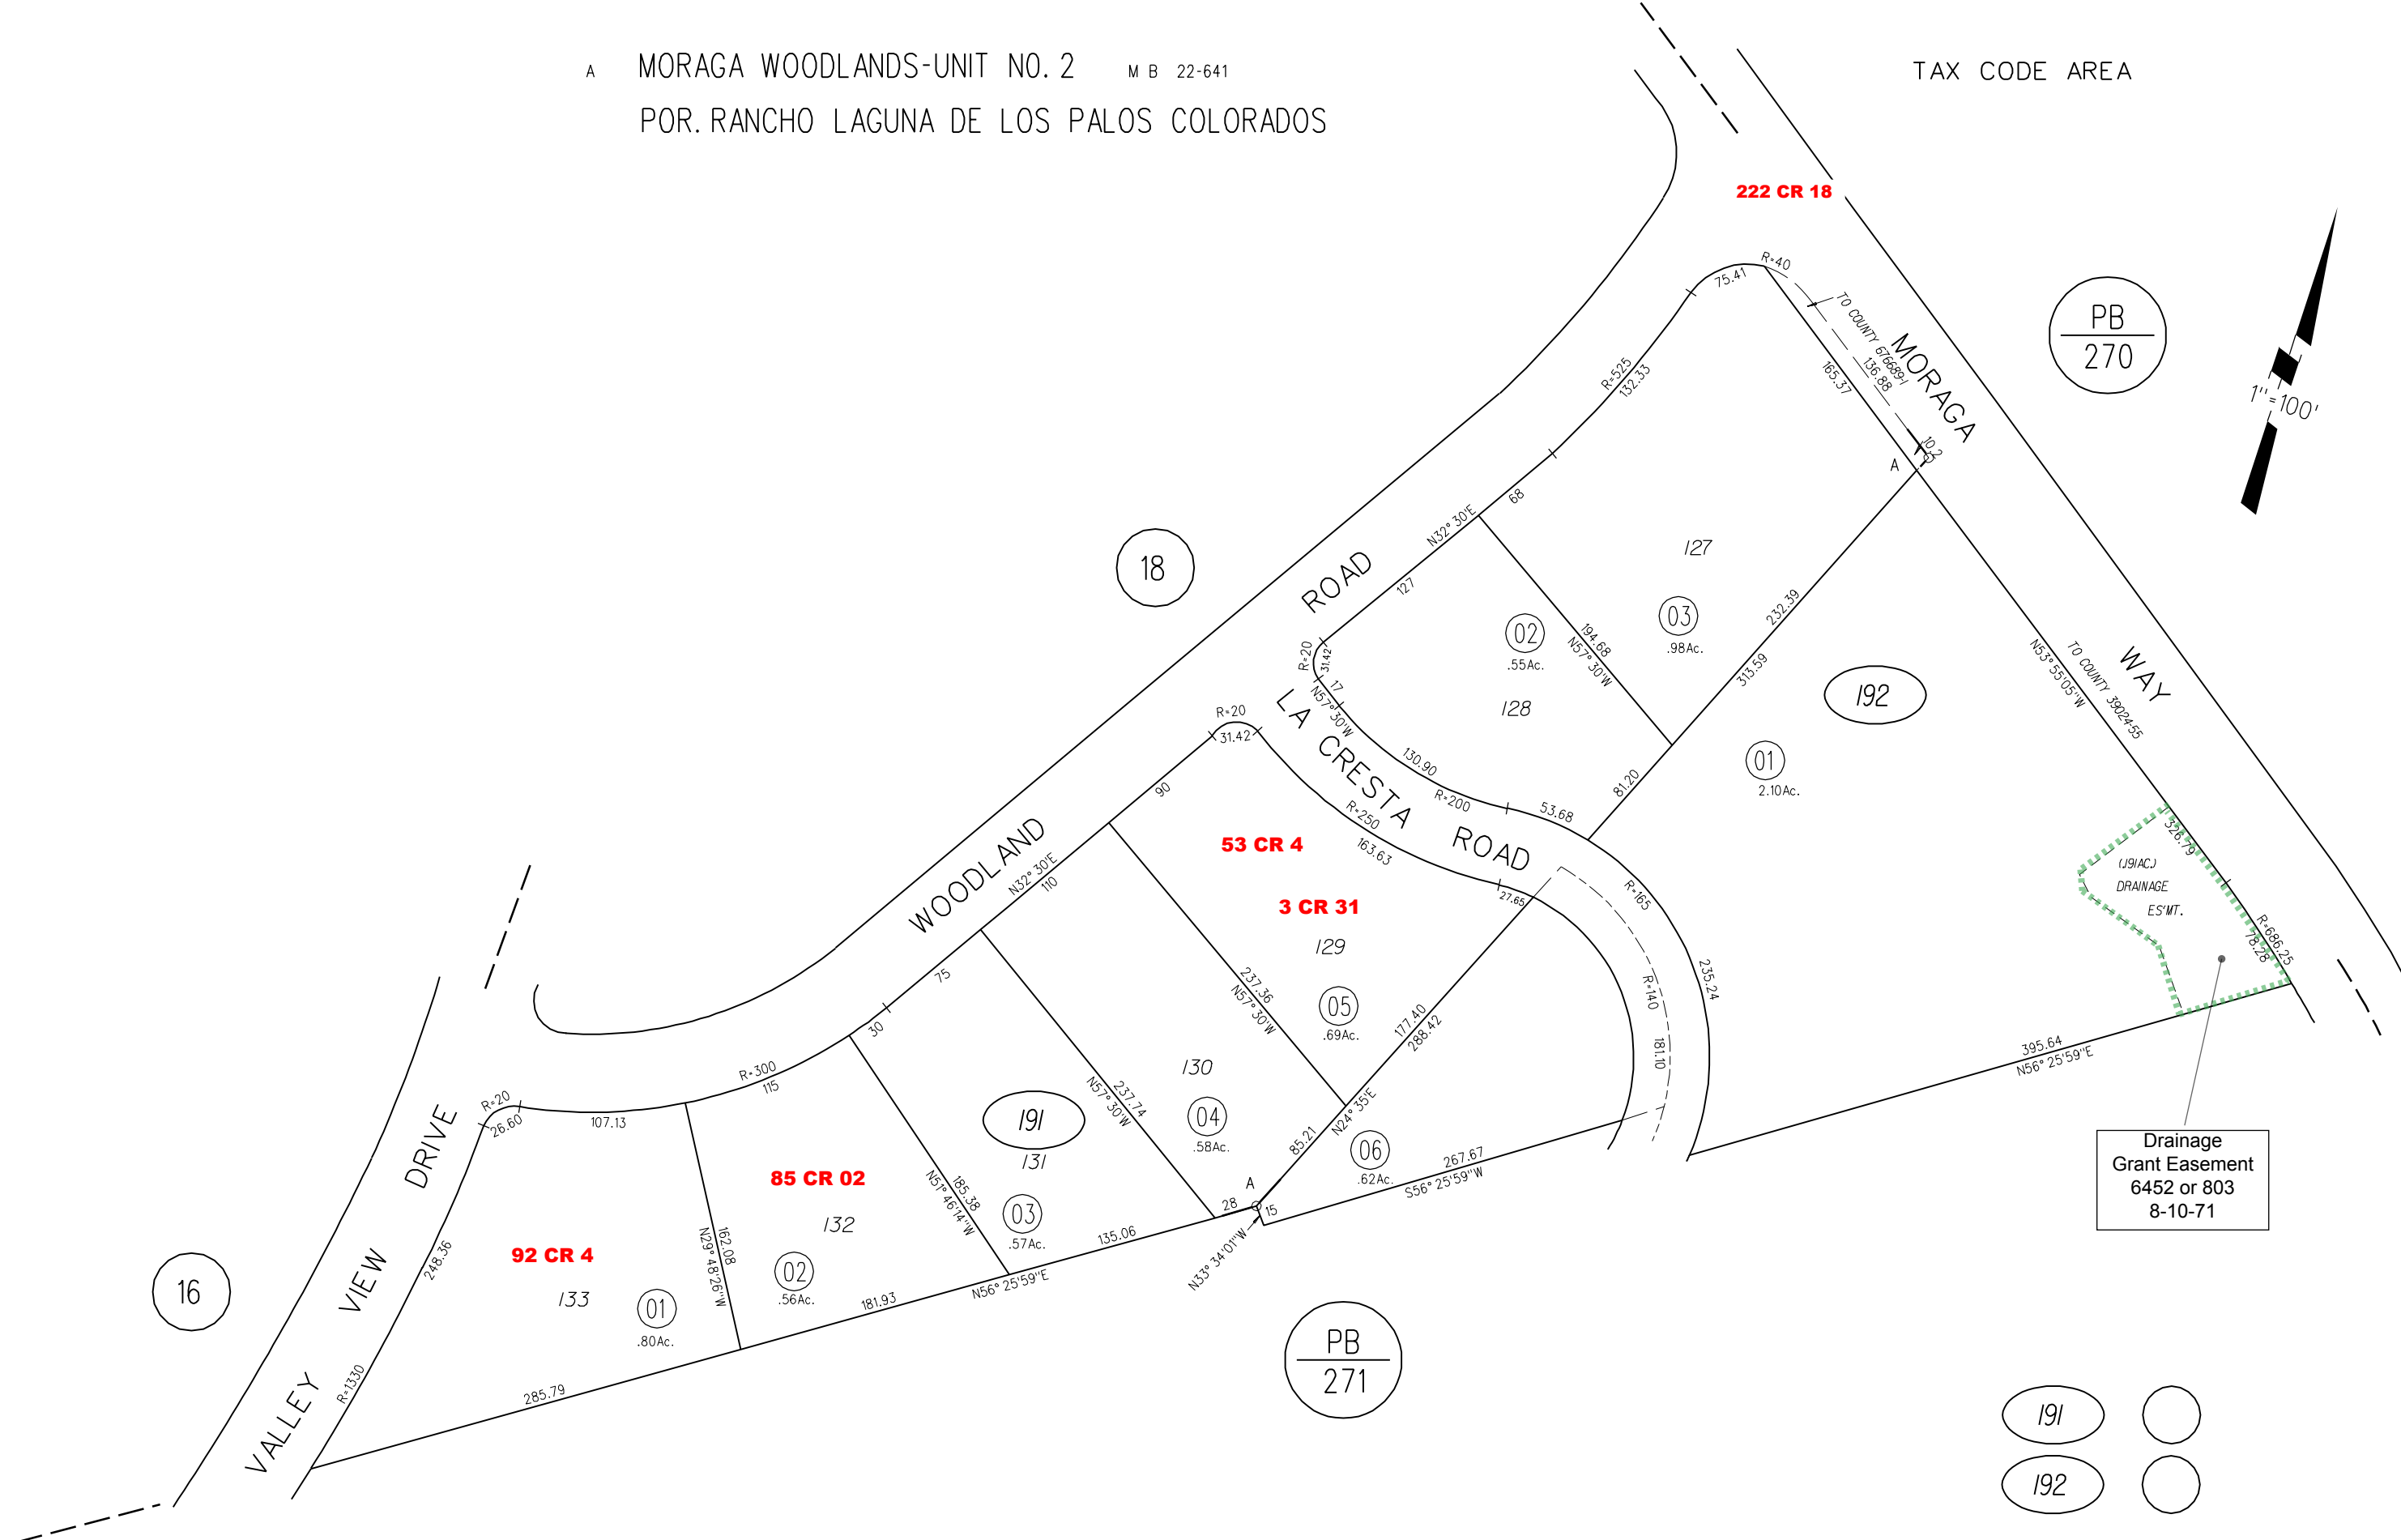 A MORAGA WOODLANDS-UNIT NO. 2 M B 22-641
POR. RANCHO LAGUNA DE LOS PALOS COLORADOS
TAX CODE AREA
222 CR 18
R=40
75.41
TO COUNTY 676689-1
136.88
165.37
MORAGA
WAY
PB
270
1"=100'
R=525
132.33
10.2
A
68
N32° 30'E
127
18
ROAD
127
02
.55Ac.
128
03
.98Ac.
194.68
N57° 30'W
232.39
313.59
192
01
2.10Ac.
81.20
N53° 55'05"W
TO COUNTY 39024-55
R=20
31.42
17
N57° 30'W
LA CRESTA ROAD
130.90
R=200
53.68
R=20
31.42
90
R=250
163.63
27.65
R=165
235.24
R=140
181.10
326.79
(.191AC.)
DRAINAGE
ES'MT.
R=686.25
78.28
395.64
N56° 25'59"E
Drainage
Grant Easement
6452 or 803
8-10-71
WOODLAND
N32° 30'E
110
53 CR 4
3 CR 31
129
05
.69Ac.
237.36
N57° 30'W
177.40
288.42
75
30
130
04
.58Ac.
237.74
N57° 30'W
85.21
N24° 35'E
06
.62Ac.
267.67
S56° 25'59"W
A
28
15
N33° 34'01"W
R=300
115
191
131
03
.57Ac.
185.38
N51° 46'14"W
135.06
N56° 25'59"E
R=20
26.60
107.13
85 CR 02
132
02
.56Ac.
162.08
N29° 48'26"W
181.93
92 CR 4
133
01
.80Ac.
248.36
R=1330
285.79
VALLEY VIEW DRIVE
16
PB
271
191
192